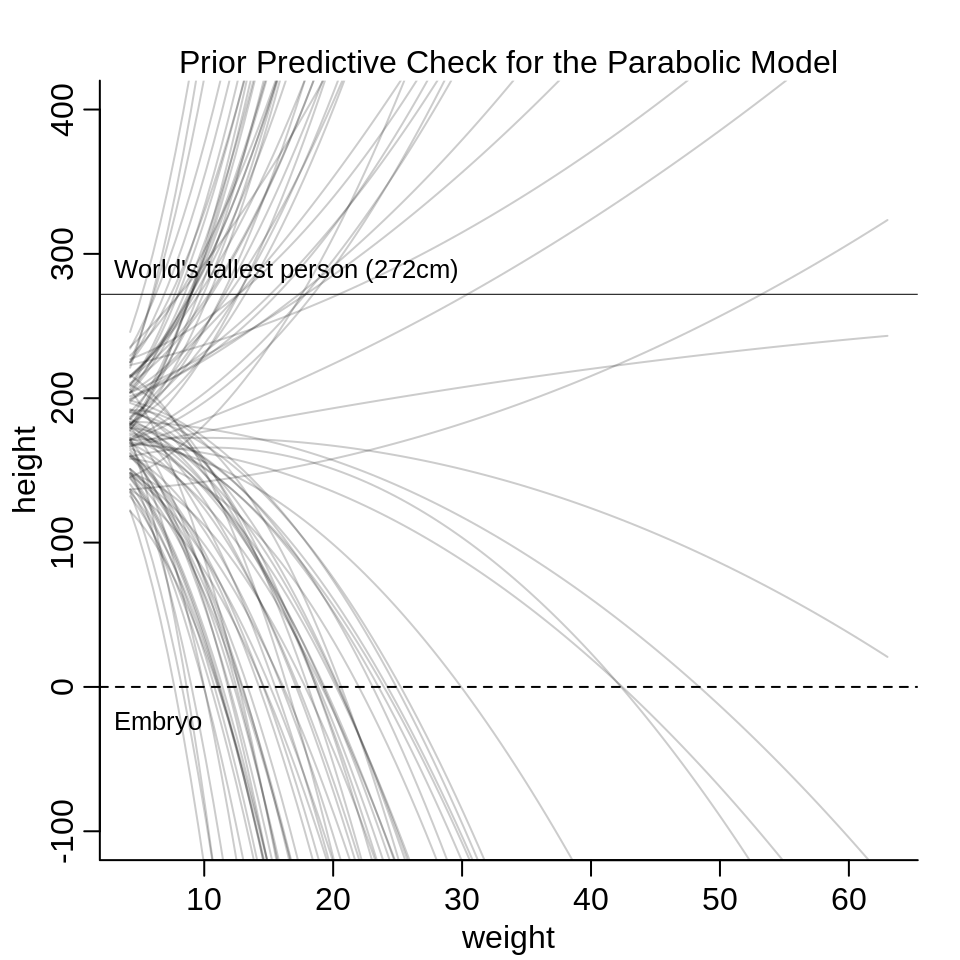 Prior Predictive Check for the Parabolic Model
400
300
World's tallest person (272cm)
200
height
100
0
Embryo
-100
10 20 30 40 50 60
weight